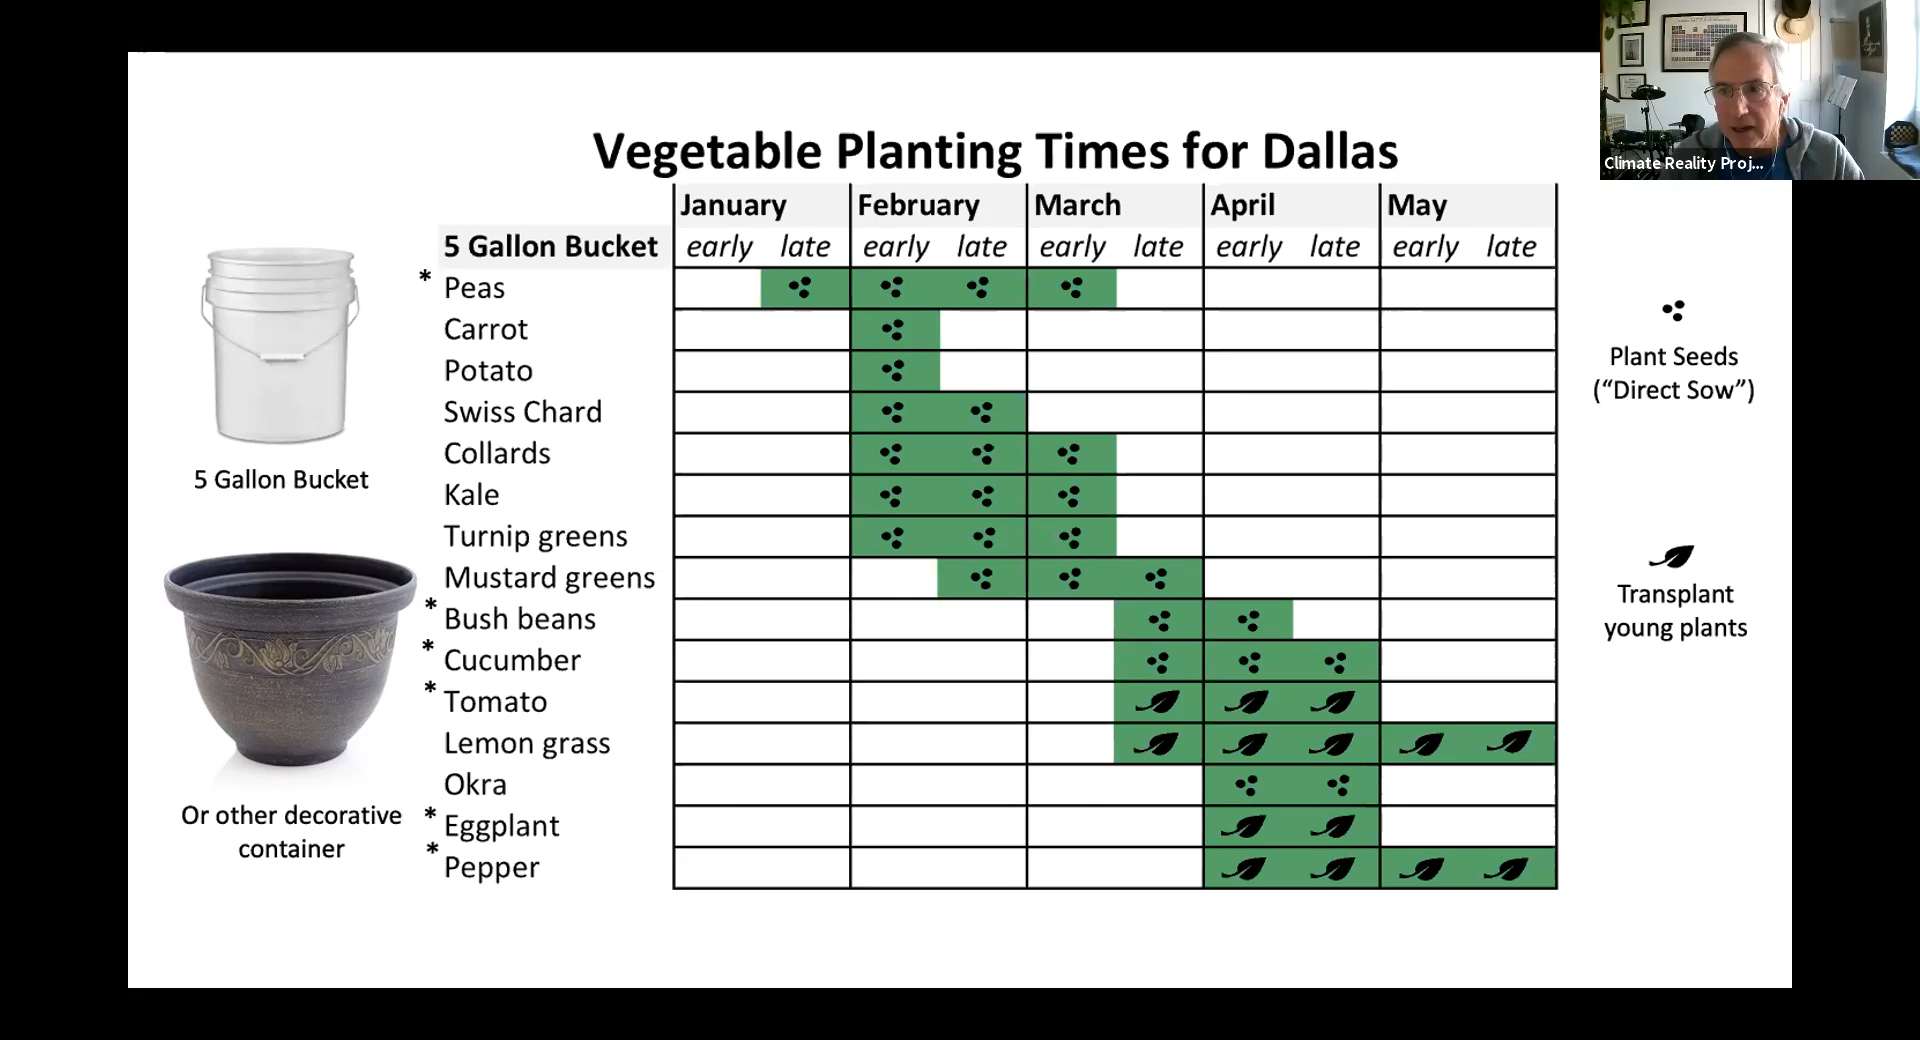 Climate Reality Proj...
Vegetable Planting Times for Dallas
January February March April May
5 Gallon Bucket early late early late early late early late early late
* Peas
Carrot
Potato
Swiss Chard
Collards
Kale
Turnip greens
Mustard greens
* Bush beans
* Cucumber
* Tomato
Lemon grass
Okra
* Eggplant
* Pepper
5 Gallon Bucket
Or other decorative
container
Plant Seeds
(“Direct Sow”)
Transplant
young plants